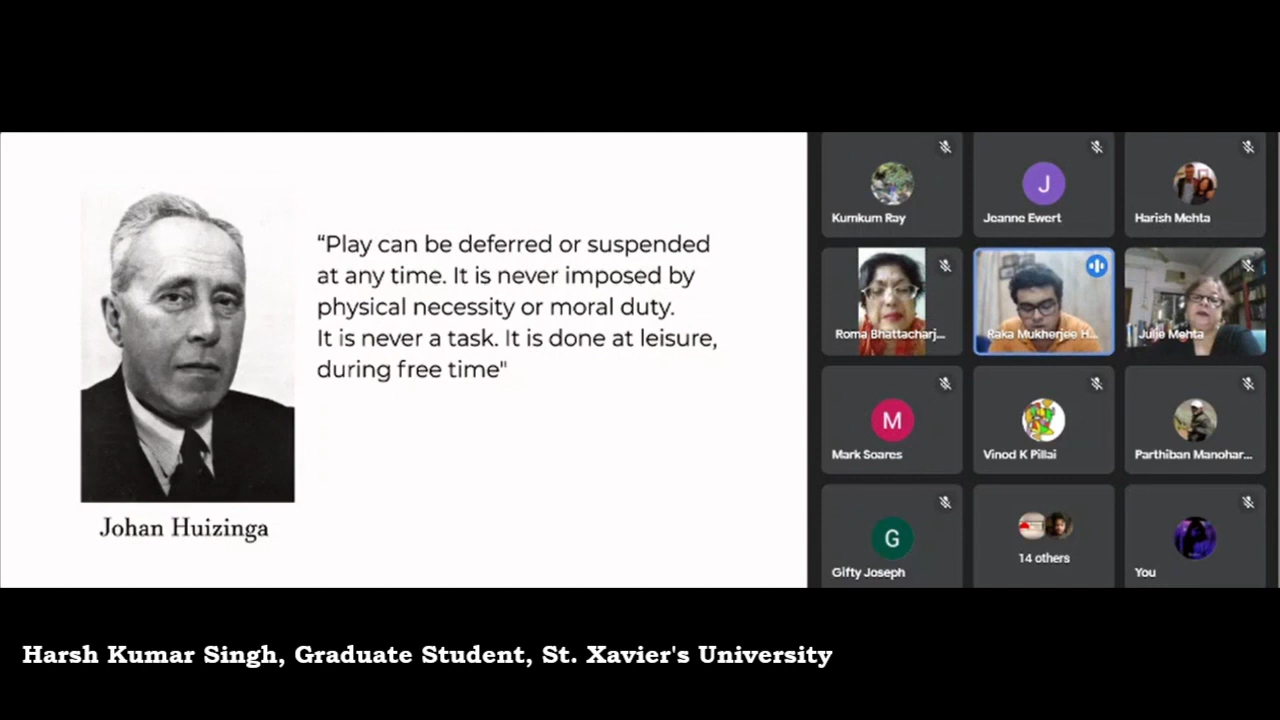 “Play can be deferred or suspended
at any time. It is never imposed by
physical necessity or moral duty.
It is never a task. It is done at leisure,
during free time"
Johan Huizinga
Kumkum Ray
J
Jeanne Ewert
Harish Mehta
Roma Bhattacharj...
Raka Mukherjee H...
Julie Mehta
M
Mark Soares
Vinod K Pillai
Parthiban Manohar...
G
Gifty Joseph
14 others
You
Harsh Kumar Singh, Graduate Student, St. Xavier's University